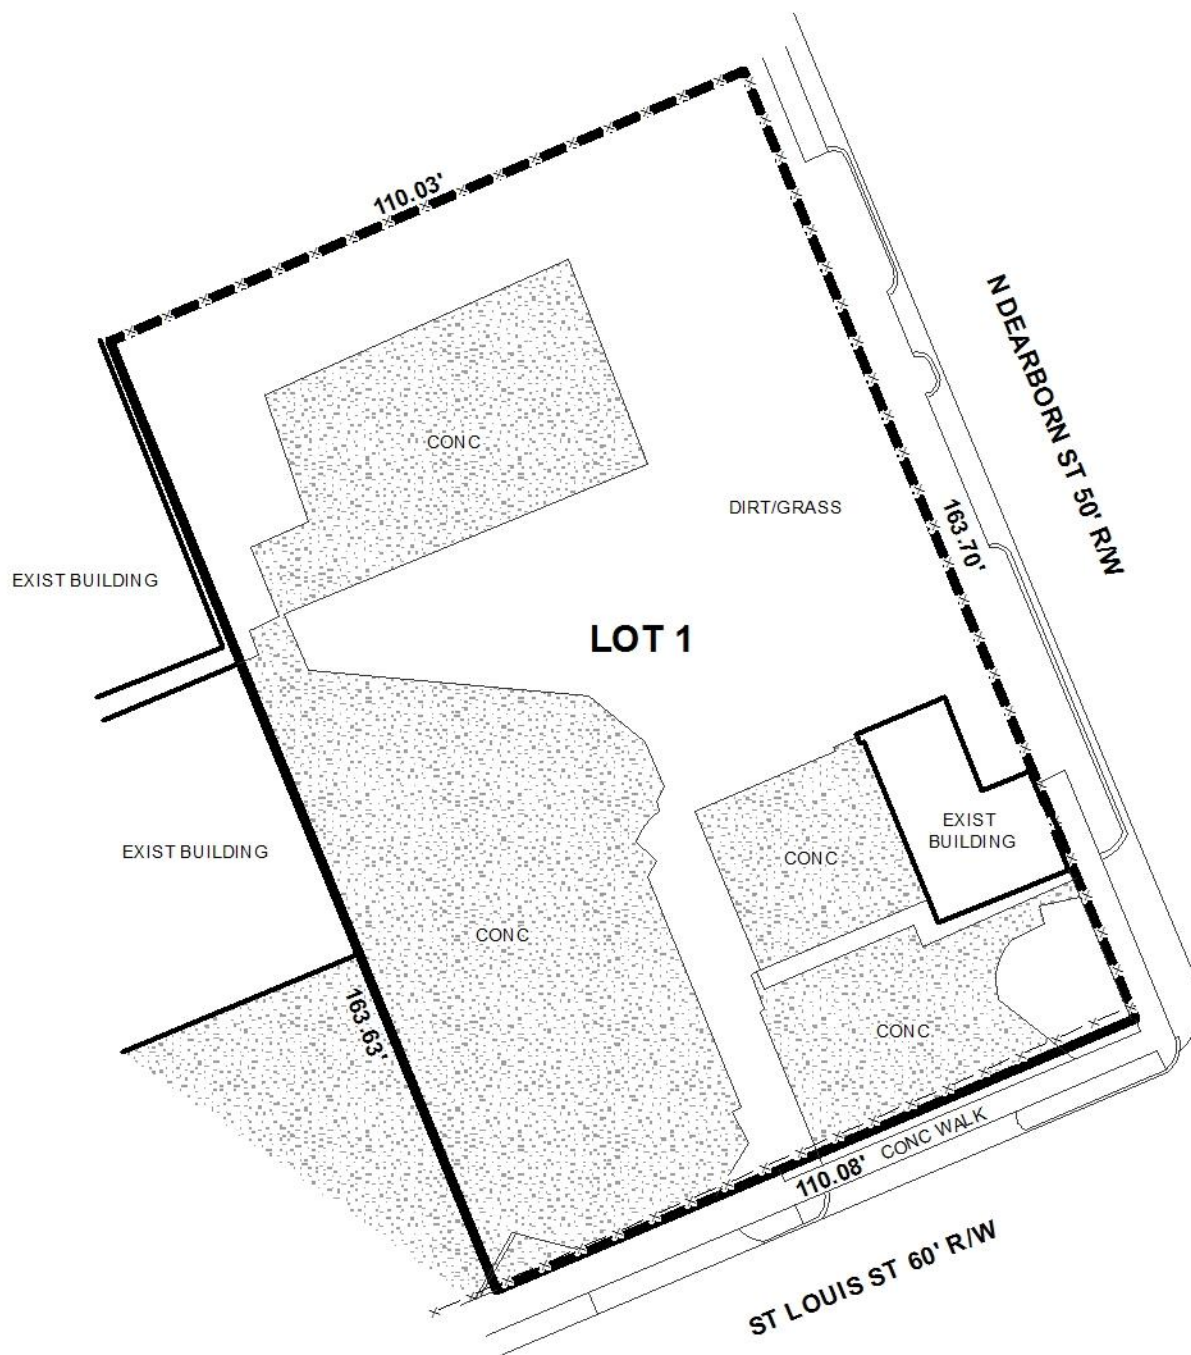 110.03'
N DEARBORN ST 50' R/W
CONC
DIRT/GRASS
163.70'
EXIST BUILDING
LOT 1
EXIST
BUILDING
EXIST BUILDING
CONC
CONC
163.63'
CONC
CONC WALK
110.08'
ST LOUIS ST 60' R/W